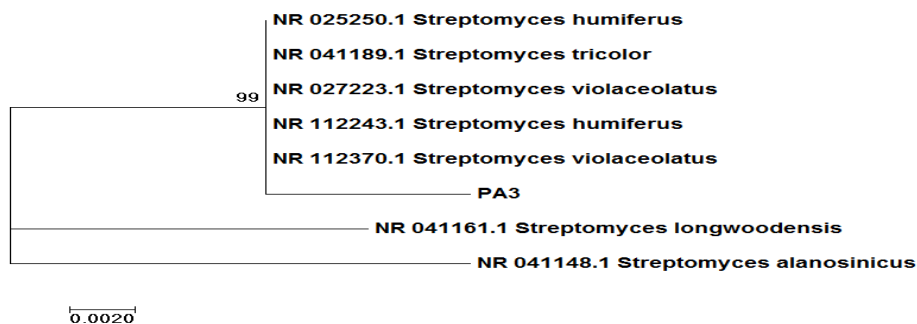 NR 025250.1 Streptomyces humiferus
NR 041189.1 Streptomyces tricolor
99
NR 027223.1 Streptomyces violaceolatus
NR 112243.1 Streptomyces humiferus
NR 112370.1 Streptomyces violaceolatus
PA3
NR 041161.1 Streptomyces longwoodensis
NR 041148.1 Streptomyces alanosinicus
0.0020